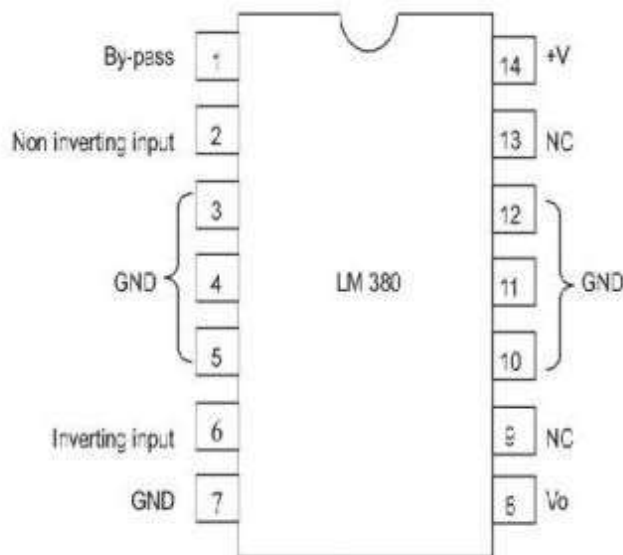 By-pass 1
14 +V
Non inverting input 2
13 NC
3
12
GND 4
LM 380
11 GND
5
10
Inverting input 6
9 NC
GND 7
8 Vo